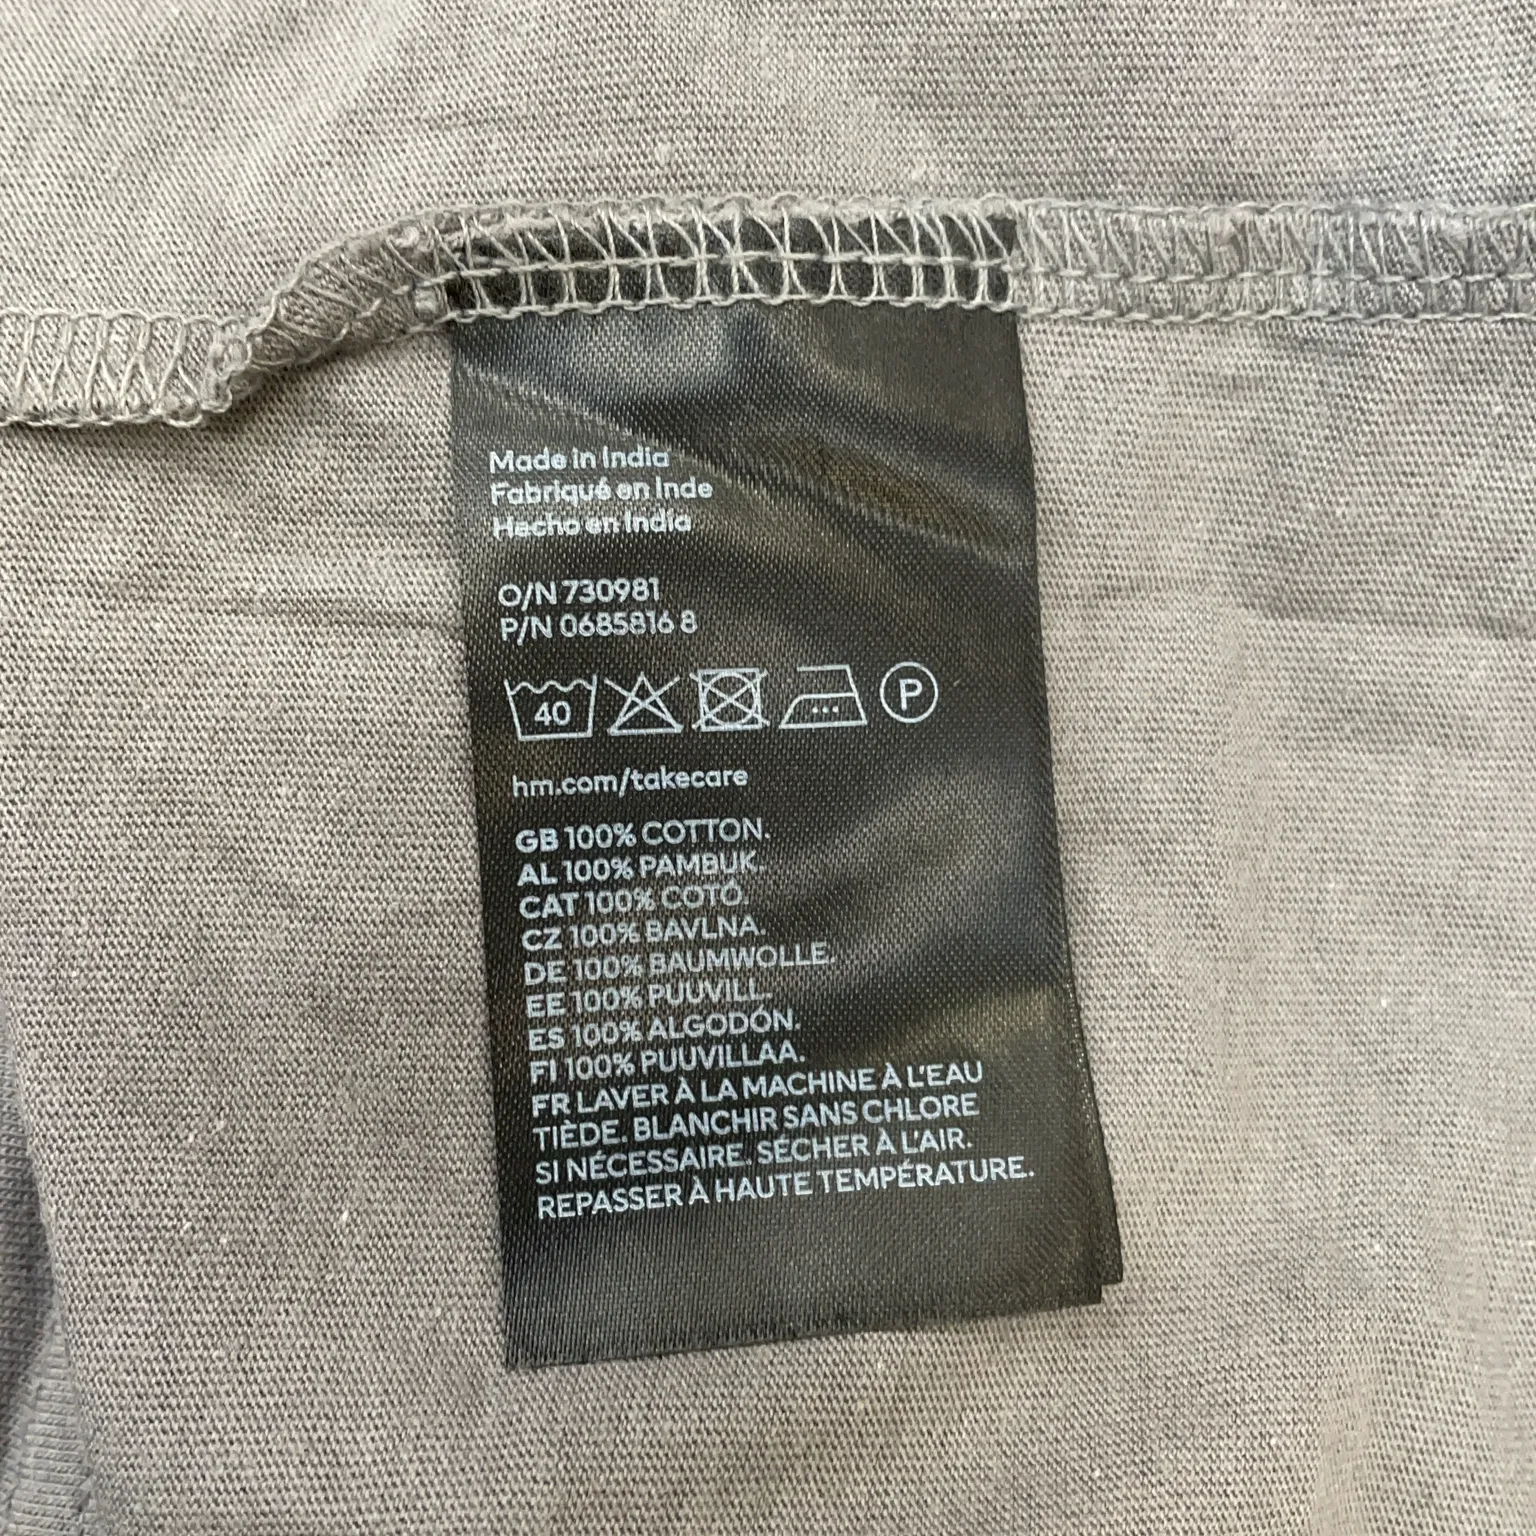 Made in India
Fabriqué en Inde
Hecho en India
O/N 730981
P/N 0685816 8
40
P
hm.com/takecare
GB 100% COTTON.
AL 100% PAMBUK.
CAT 100% COTÓ.
CZ 100% BAVLNA.
DE 100% BAUMWOLLE.
EE 100% PUUVILL.
ES 100% ALGODÓN.
FI 100% PUUVILLAA.
FR LAVER À LA MACHINE À L'EAU
TIÈDE. BLANCHIR SANS CHLORE
SI NÉCESSAIRE. SÉCHER À L'AIR.
REPASSER À HAUTE TEMPÉRATURE.